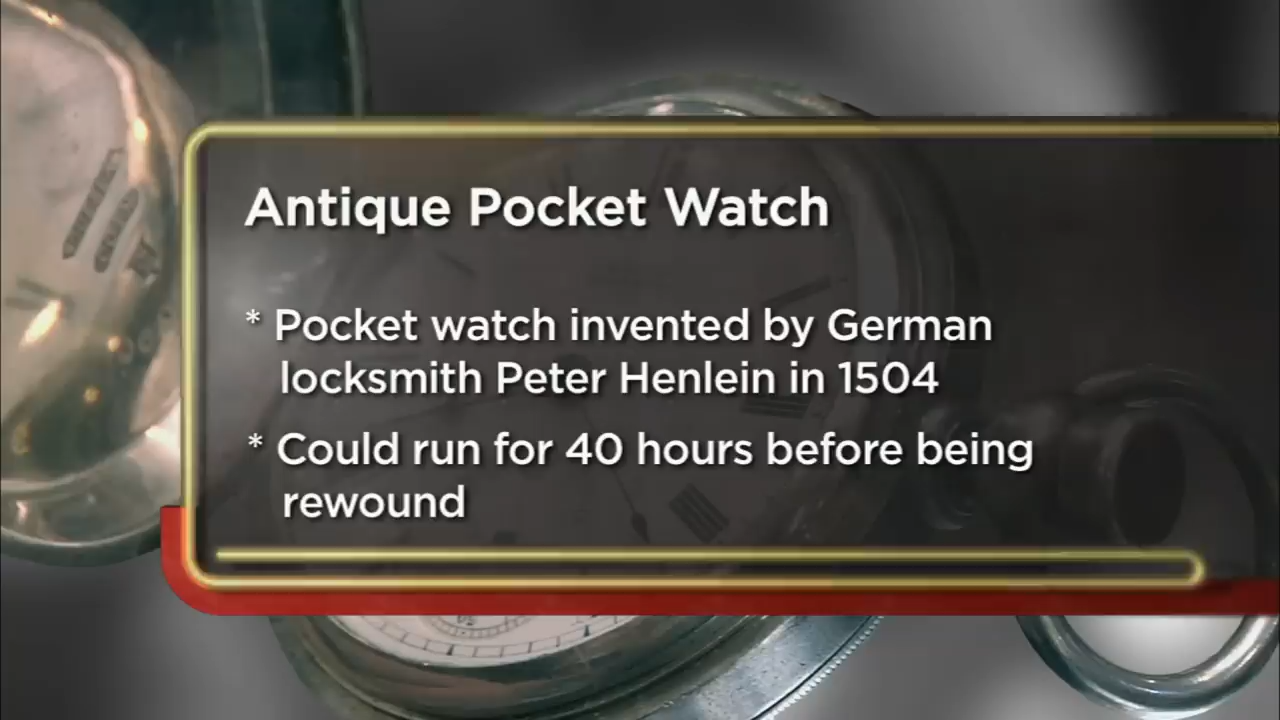 Antique Pocket Watch
* Pocket watch invented by German
locksmith Peter Henlein in 1504
* Could run for 40 hours before being
rewound